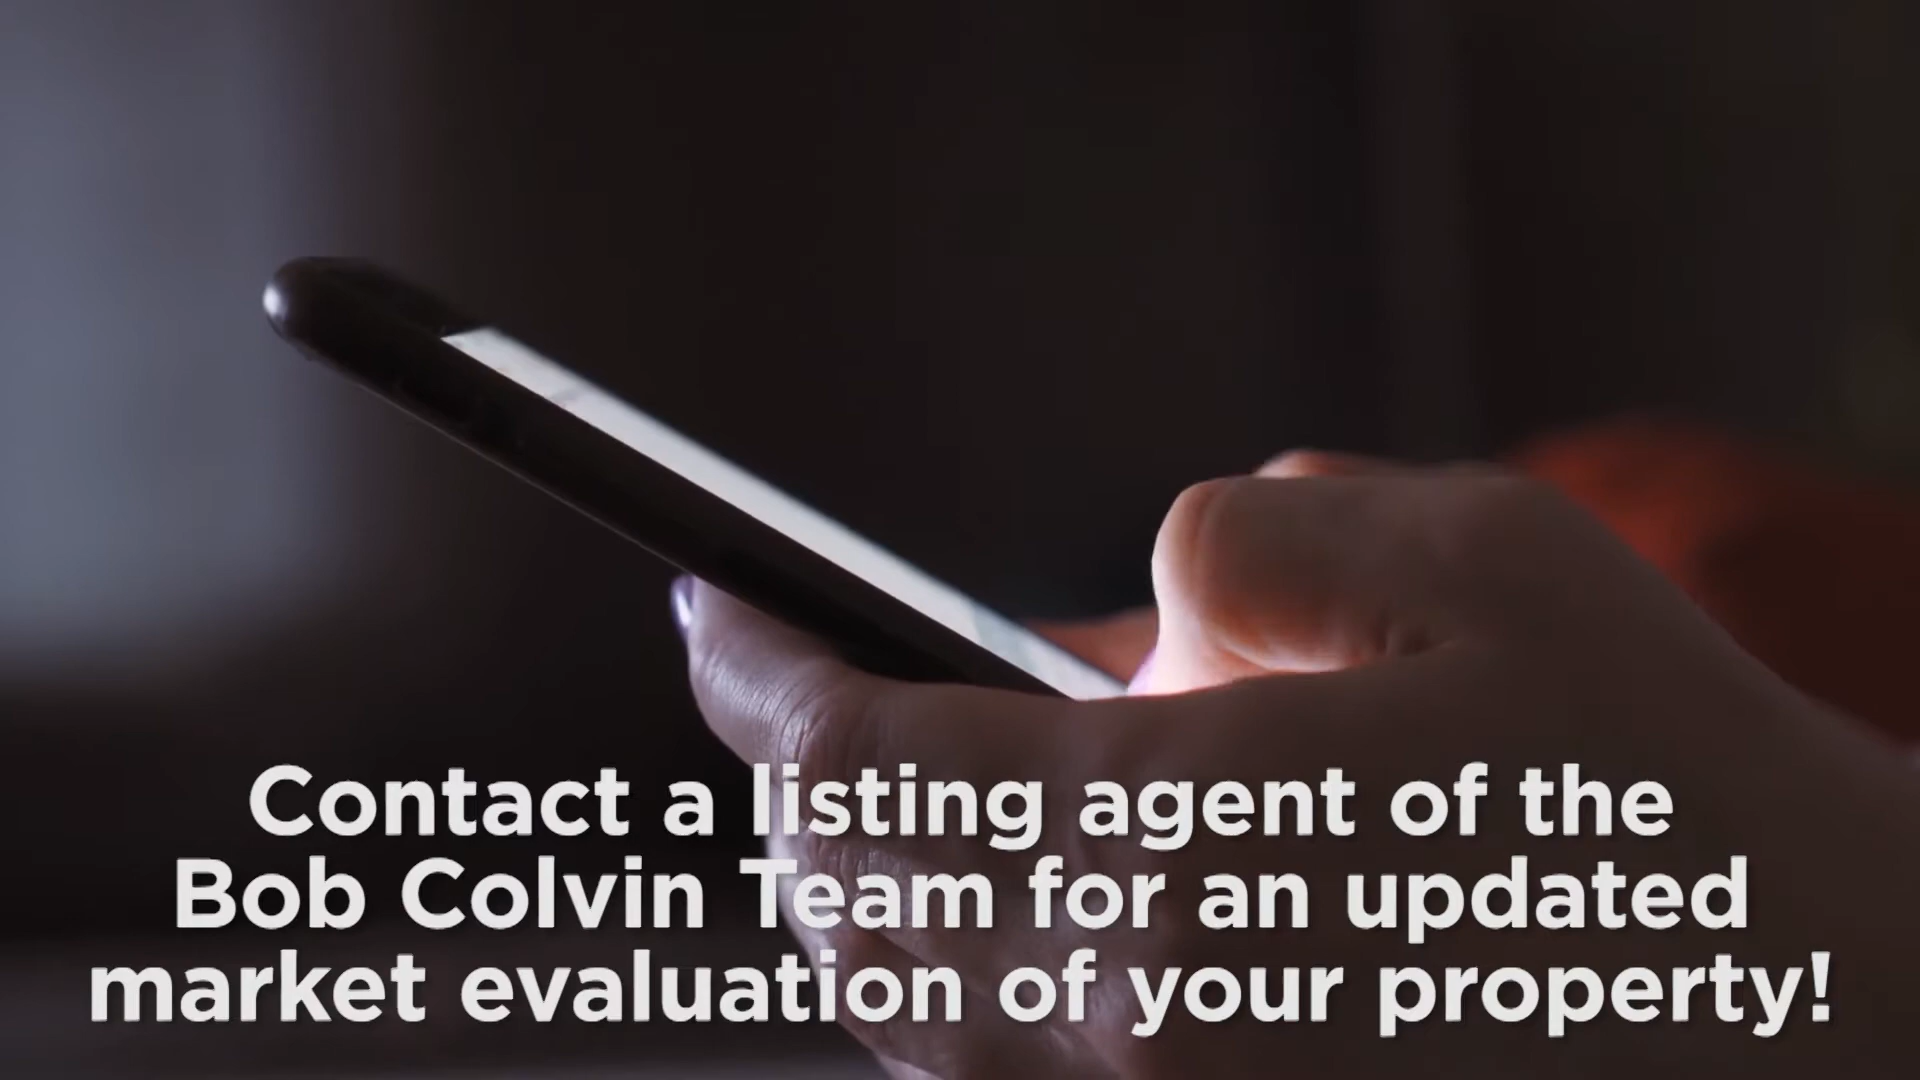 Contact a listing agent of the
Bob Colvin Team for an updated
market evaluation of your property!